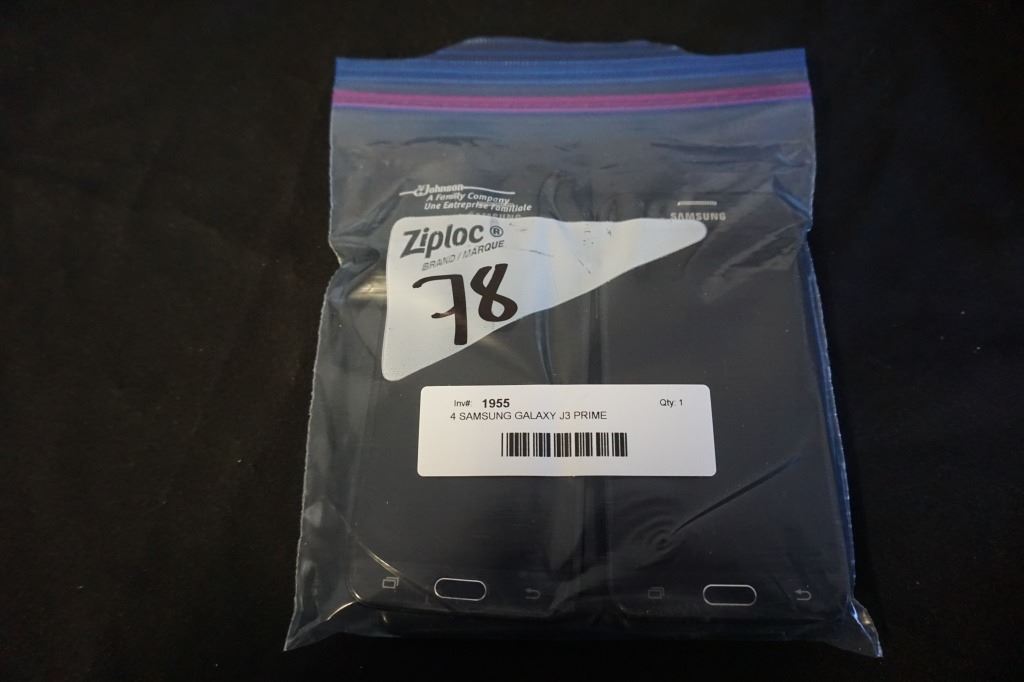 Johnson
A Family Company
Une Entreprise Familiale
SAMSUNG
SAMSUNG
Ziploc®
BRAND / MARQUE
78
Inv#: 1955 Qty: 1
4 SAMSUNG GALAXY J3 PRIME